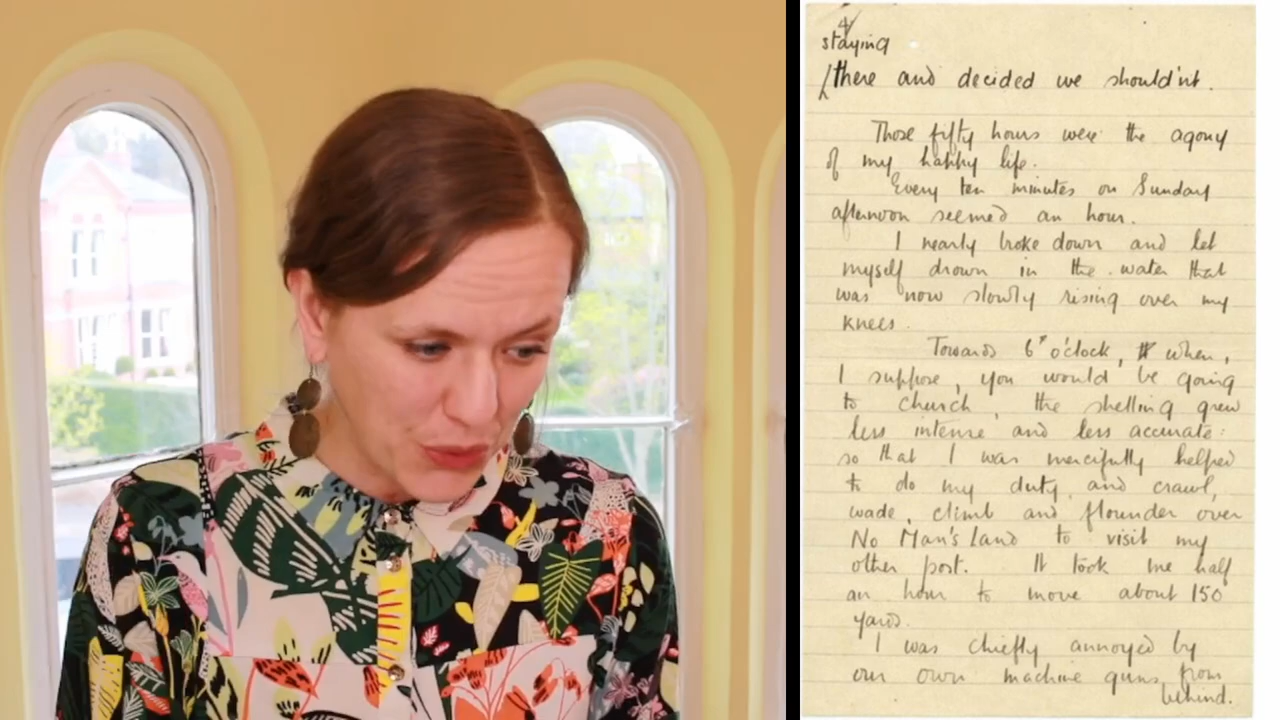 4
staying
there and decided we should'nt.
Those fifty hours were the agony
of my happy life.
Every ten minutes on Sunday
afternoon seemed an hour.
I nearly broke down and let
myself drown in the water that
was now slowly rising over my
knees.
Towards 6 o'clock, when,
I suppose, you would be going
to church, the shelling grew
less intense and less accurate:
so that I was mercifully helped
to do my duty and crawl,
wade, climb and flounder over
No Man's Land to visit my
other post. It took me half
an hour to move about 150
yards.
I was chiefly annoyed by
our own machine guns from
behind.